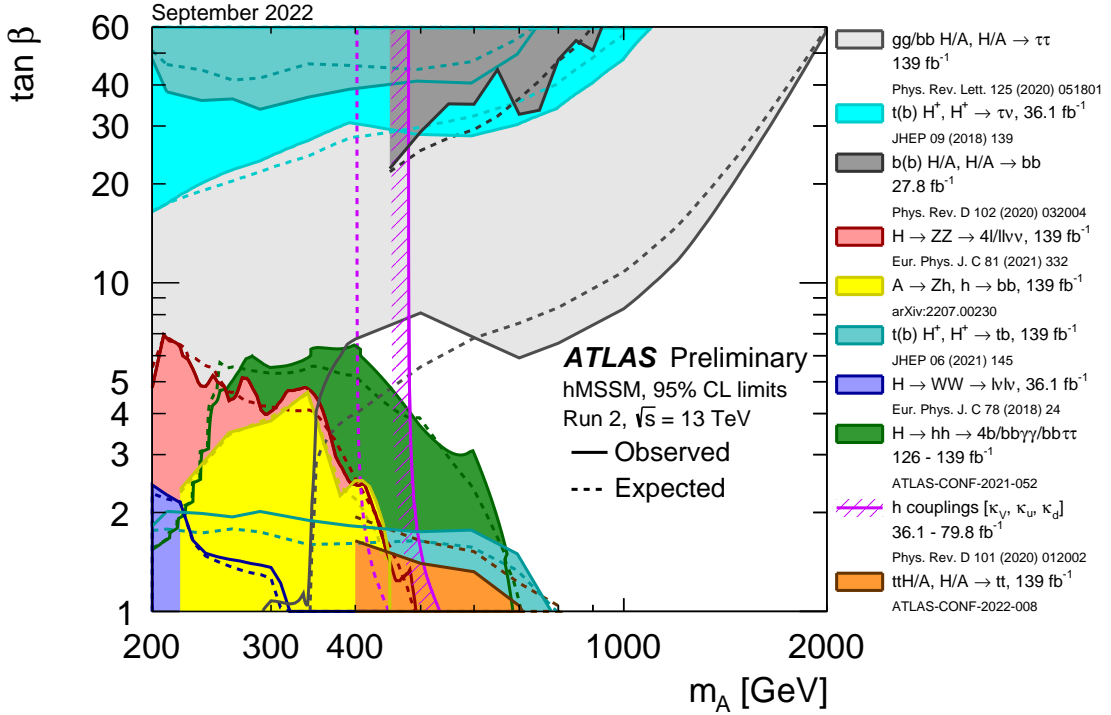 September 2022
tan β
60
40
30
20
10
5
4
3
2
1
200
300
400
1000
2000
m_A [GeV]
ATLAS Preliminary
hMSSM, 95% CL limits
Run 2, √s = 13 TeV
Observed
Expected
gg/bb H/A, H/A → ττ
139 fb⁻¹
Phys. Rev. Lett. 125 (2020) 051801
t(b) H⁺, H⁺ → τν, 36.1 fb⁻¹
JHEP 09 (2018) 139
b(b) H/A, H/A → bb
27.8 fb⁻¹
Phys. Rev. D 102 (2020) 032004
H → ZZ → 4l/llνν, 139 fb⁻¹
Eur. Phys. J. C 81 (2021) 332
A → Zh, h → bb, 139 fb⁻¹
arXiv:2207.00230
t(b) H⁺, H⁺ → tb, 139 fb⁻¹
JHEP 06 (2021) 145
H → WW → lνlν, 36.1 fb⁻¹
Eur. Phys. J. C 78 (2018) 24
H → hh → 4b/bbγγ/bbττ
126 - 139 fb⁻¹
ATLAS-CONF-2021-052
h couplings [κ_V, κ_u, κ_d]
36.1 - 79.8 fb⁻¹
Phys. Rev. D 101 (2020) 012002
ttH/A, H/A → tt, 139 fb⁻¹
ATLAS-CONF-2022-008